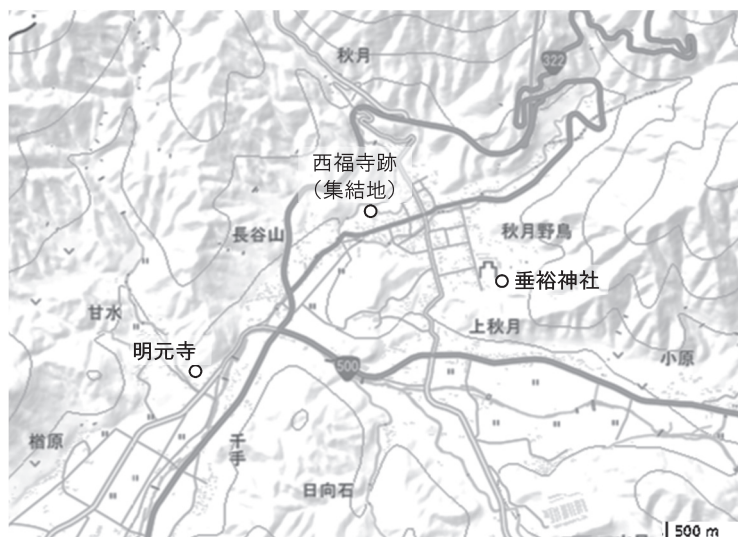 秋月
322
西福寺跡
（集結地）
長谷山
秋月野鳥
垂裕神社
甘水
上秋月
明元寺
小原
500
楢原
千手
日向石
500 m